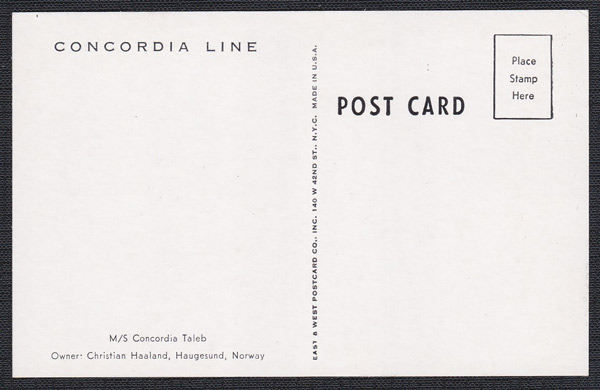 CONCORDIA LINE
M/S Concordia Taleb
Owner: Christian Haaland, Haugesund, Norway
EAST & WEST POSTCARD CO., INC. 140 W 42ND ST., N.Y.C. MADE IN U.S.A.
POST CARD
Place
Stamp
Here